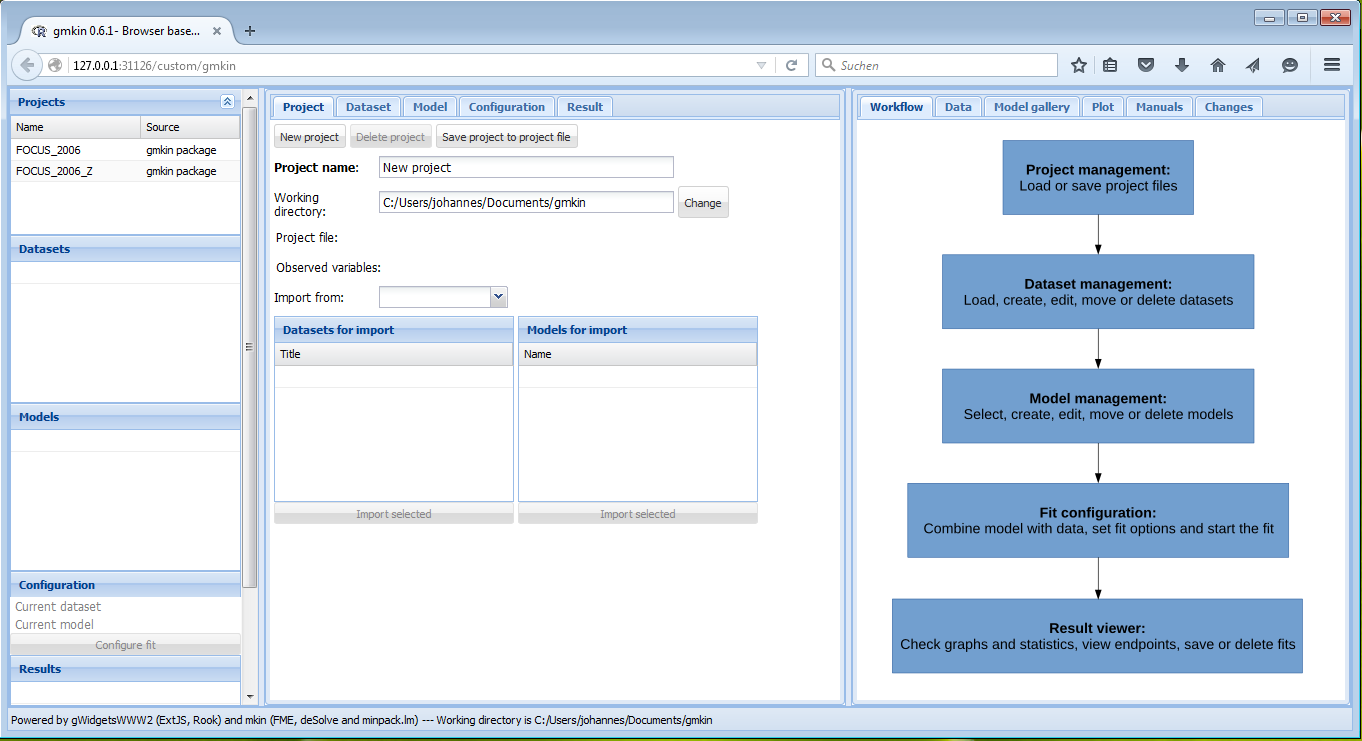 gmkin 0.6.1- Browser base...
127.0.0.1:31126/custom/gmkin
Suchen
Projects
Name Source
FOCUS_2006 gmkin package
FOCUS_2006_Z gmkin package
Datasets
Models
Configuration
Current dataset
Current model
Configure fit
Results
Project Dataset Model Configuration Result
New project Delete project Save project to project file
Project name: New project
Working
directory: C:/Users/johannes/Documents/gmkin Change
Project file:
Observed variables:
Import from:
Datasets for import Models for import
Title Name
Import selected Import selected
Workflow Data Model gallery Plot Manuals Changes
Project management:
Load or save project files
Dataset management:
Load, create, edit, move or delete datasets
Model management:
Select, create, edit, move or delete models
Fit configuration:
Combine model with data, set fit options and start the fit
Result viewer:
Check graphs and statistics, view endpoints, save or delete fits
Powered by gWidgetsWWW2 (ExtJS, Rook) and mkin (FME, deSolve and minpack.lm) --- Working directory is C:/Users/johannes/Documents/gmkin